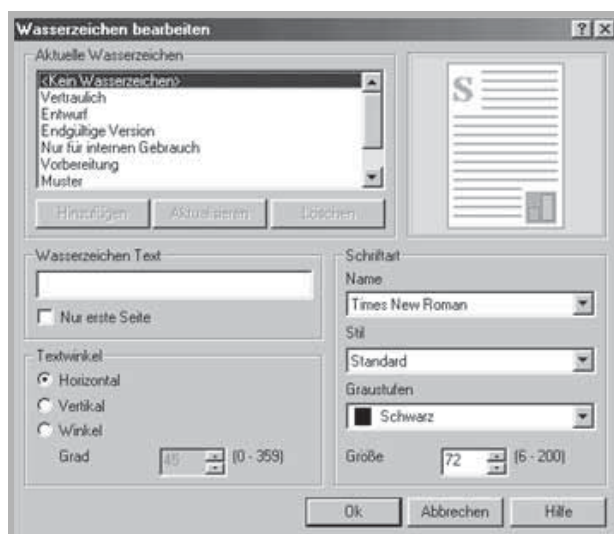 Wasserzeichen bearbeiten
Aktuelle Wasserzeichen
<Kein Wasserzeichen>
Vertraulich
Entwurf
Endgültige Version
Nur für internen Gebrauch
Vorbereitung
Muster
Hinzufügen Aktualisieren Löschen
S
Wasserzeichen Text
Nur erste Seite
Textwinkel
Horizontal
Vertikal
Winkel
Grad 45 (0 - 359)
Schriftart
Name
Times New Roman
Stil
Standard
Graustufen
Schwarz
Größe 72 (6 - 200)
Ok Abbrechen Hilfe